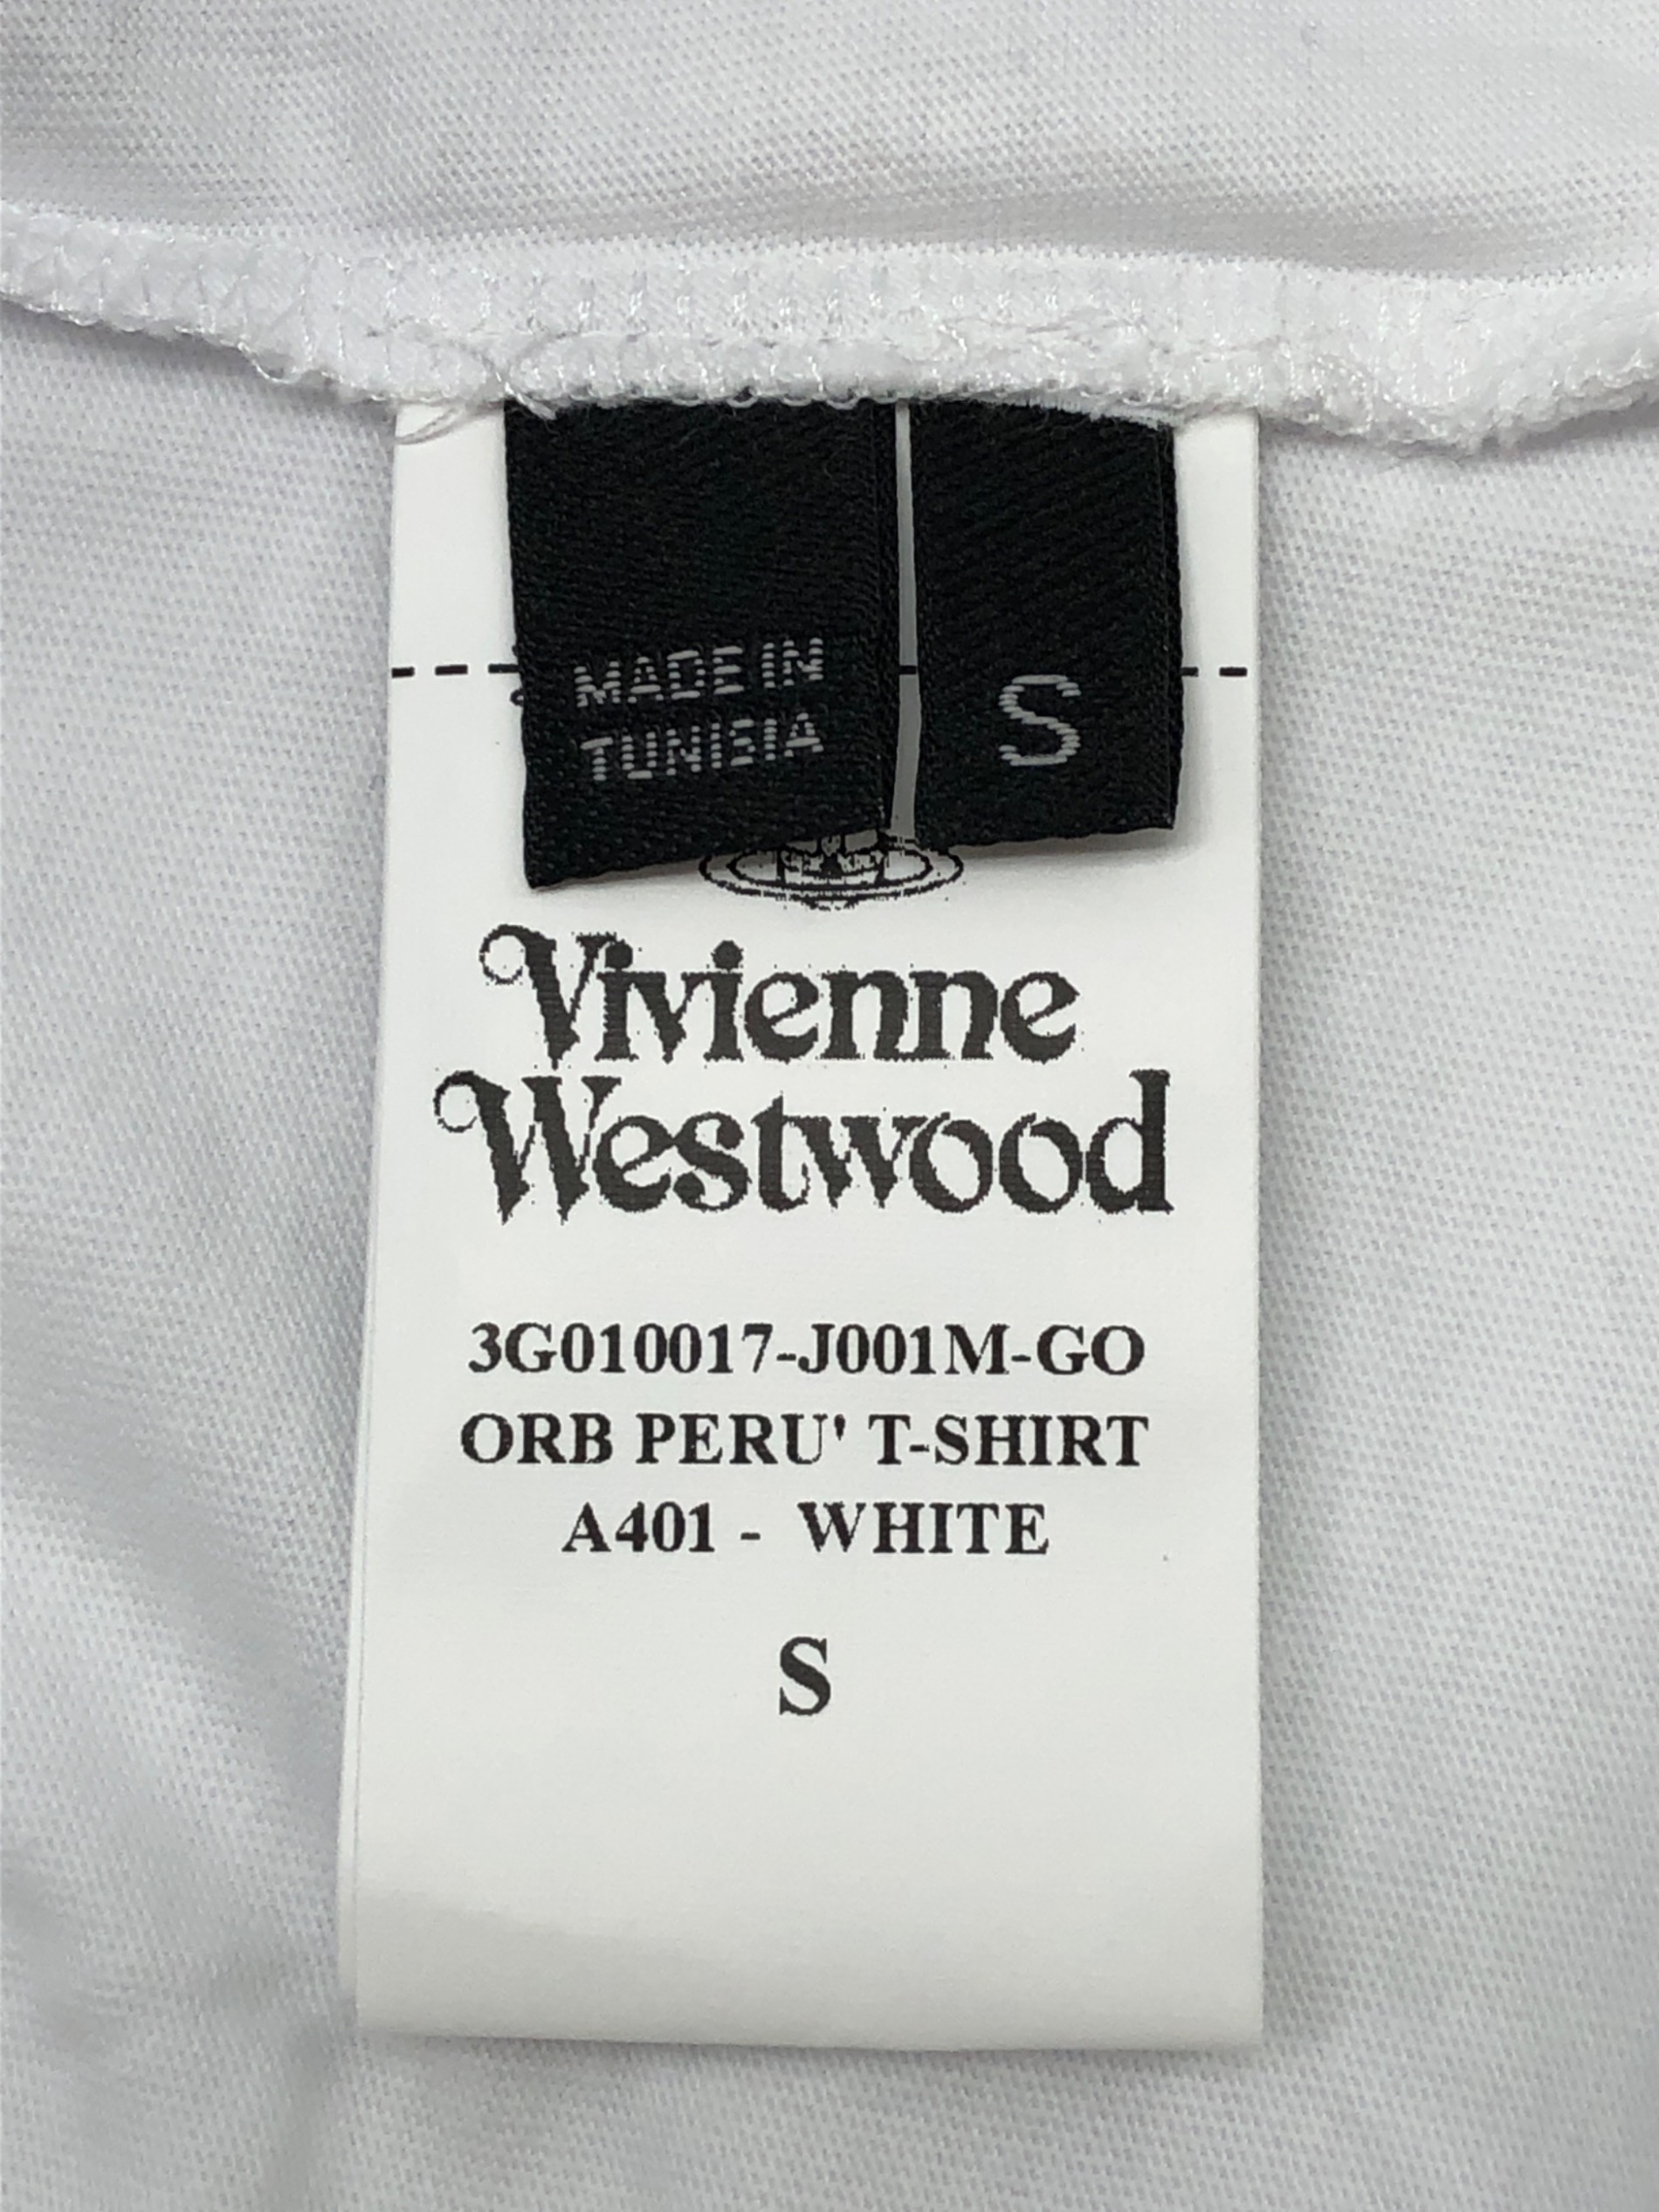 MADE IN
TUNISIA
S
Vivienne
Westwood
3G010017-J001M-GO
ORB PERU' T-SHIRT
A401 - WHITE
S